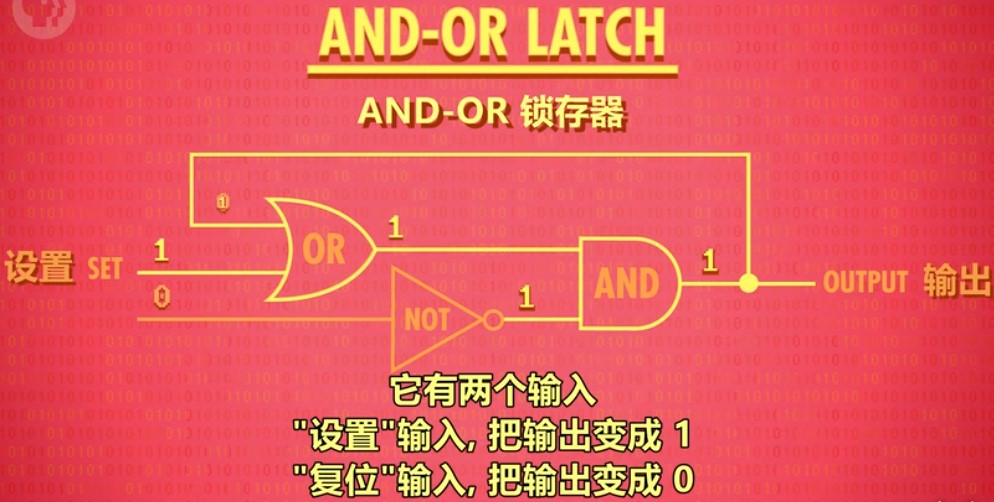 AND-OR LATCH
AND-OR 锁存器
1
OR
1
设置 SET
1
0
NOT
1
AND
1
OUTPUT 输出
它有两个输入
"设置"输入, 把输出变成 1
"复位"输入, 把输出变成 0